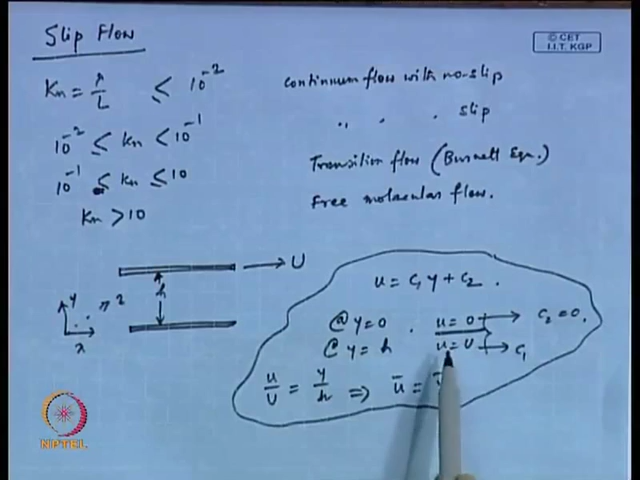 Slip Flow
© CET
I.I.T. KGP
Kn = λ/L ≤ 10⁻² continuum flow with no-slip
10⁻² ≤ Kn < 10⁻¹ " " " slip
10⁻¹ ≤ Kn ≤ 10 Transition flow (Burnett Eqn.)
Kn > 10 Free molecular flow.
U
h
y
x
u = c₁y + c₂.
@ y = 0 . u = 0 → c₂ = 0.
@ y = h u = U → c₁
u/U = y/h ⇒ ū =
NPTEL